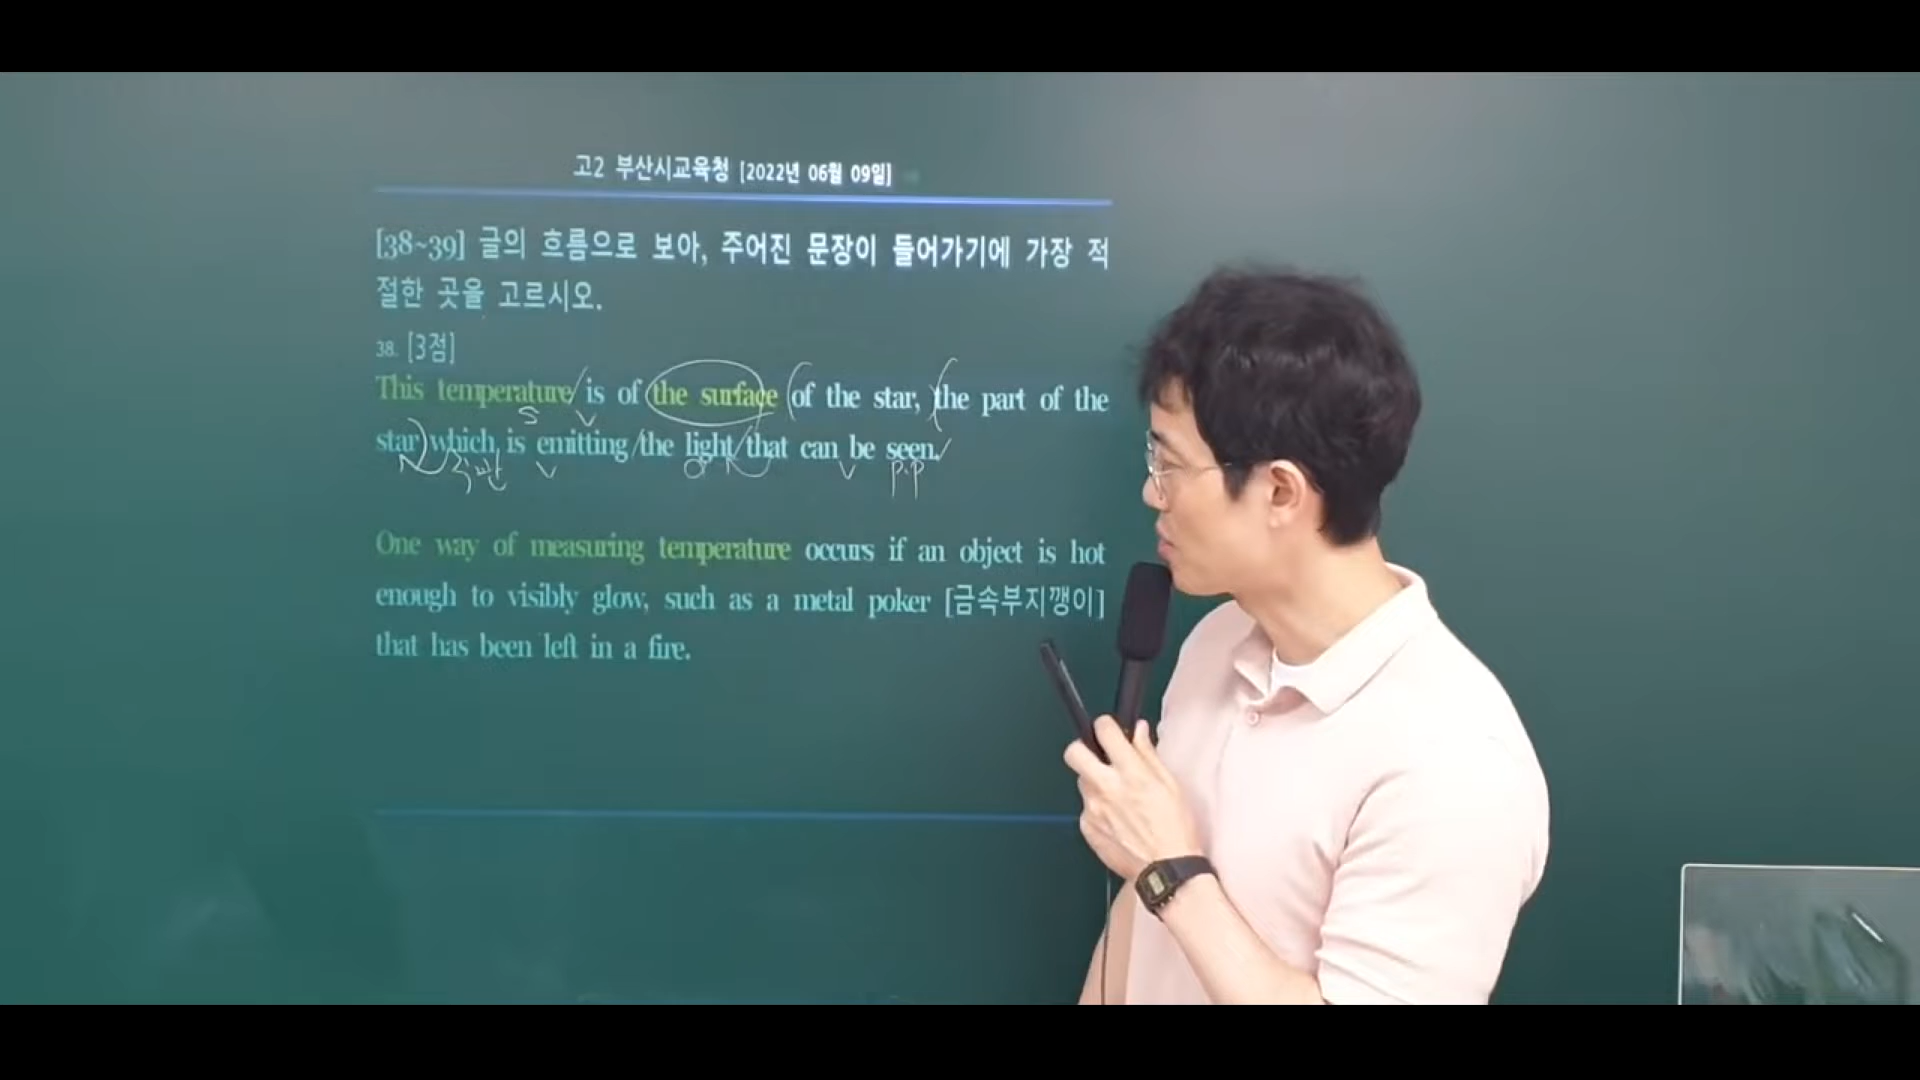 고2 부산시교육청 [2022년 06월 09일]
[38~39] 글의 흐름으로 보아, 주어진 문장이 들어가기에 가장 적
절한 곳을 고르시오.
38. [3점]
This temperature is of the surface of the star, the part of the
S V
star which is emitting the light that can be seen.
주관 V O V p.p
One way of measuring temperature occurs if an object is hot
enough to visibly glow, such as a metal poker [금속부지깽이]
that has been left in a fire.